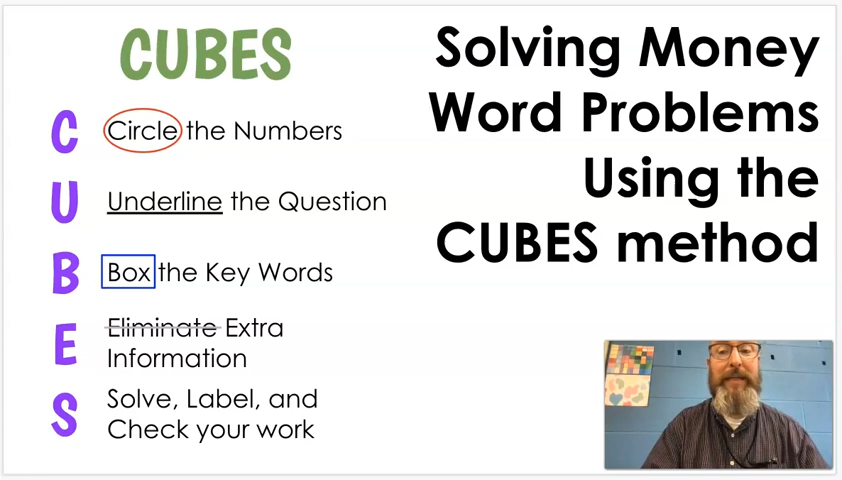 CUBES
C Circle the Numbers
U Underline the Question
B Box the Key Words
E Eliminate Extra
Information
S Solve, Label, and
Check your work
Solving Money
Word Problems
Using the
CUBES method